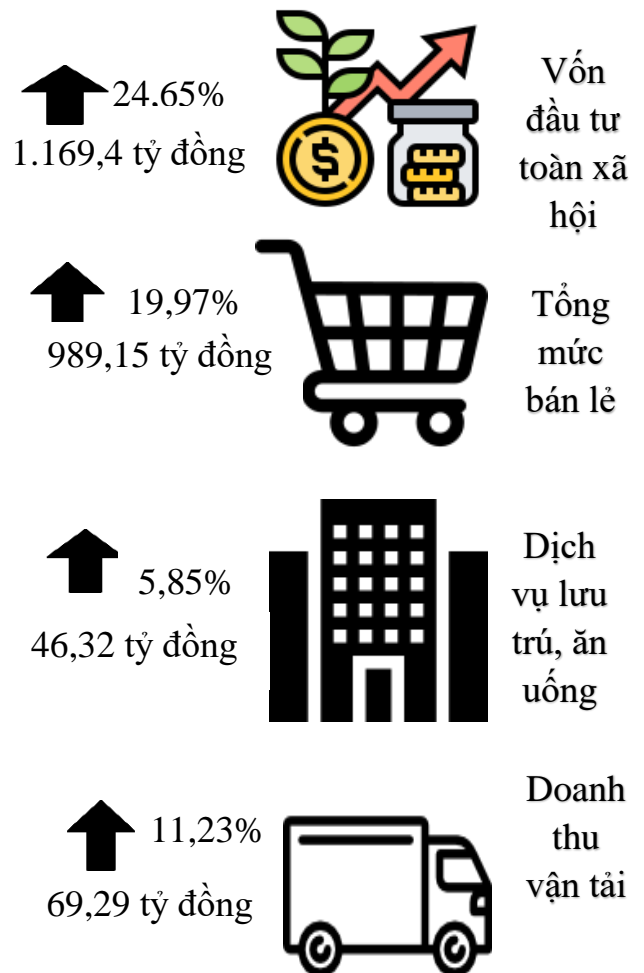 24,65%
1.169,4 tỷ đồng
Vốn
đầu tư
toàn xã
hội
19,97%
989,15 tỷ đồng
Tổng
mức
bán lẻ
5,85%
46,32 tỷ đồng
Dịch
vụ lưu
trú, ăn
uống
11,23%
69,29 tỷ đồng
Doanh
thu
vận tải